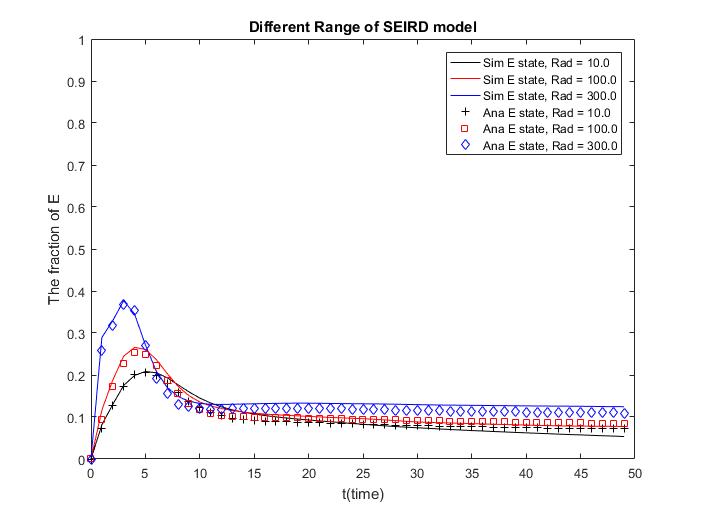 Different Range of SEIRD model
Sim E state, Rad = 10.0
Sim E state, Rad = 100.0
Sim E state, Rad = 300.0
Ana E state, Rad = 10.0
Ana E state, Rad = 100.0
Ana E state, Rad = 300.0
The fraction of E
1
0.9
0.8
0.7
0.6
0.5
0.4
0.3
0.2
0.1
0
0 5 10 15 20 25 30 35 40 45 50
t(time)